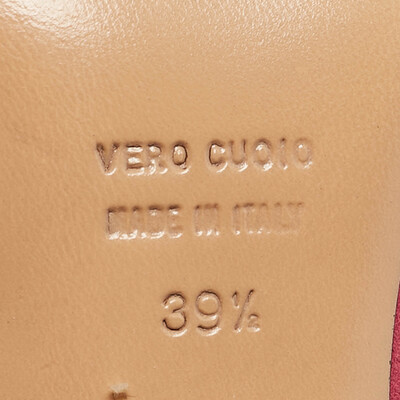 VERO CUOIO
MADE IN ITALY
39½